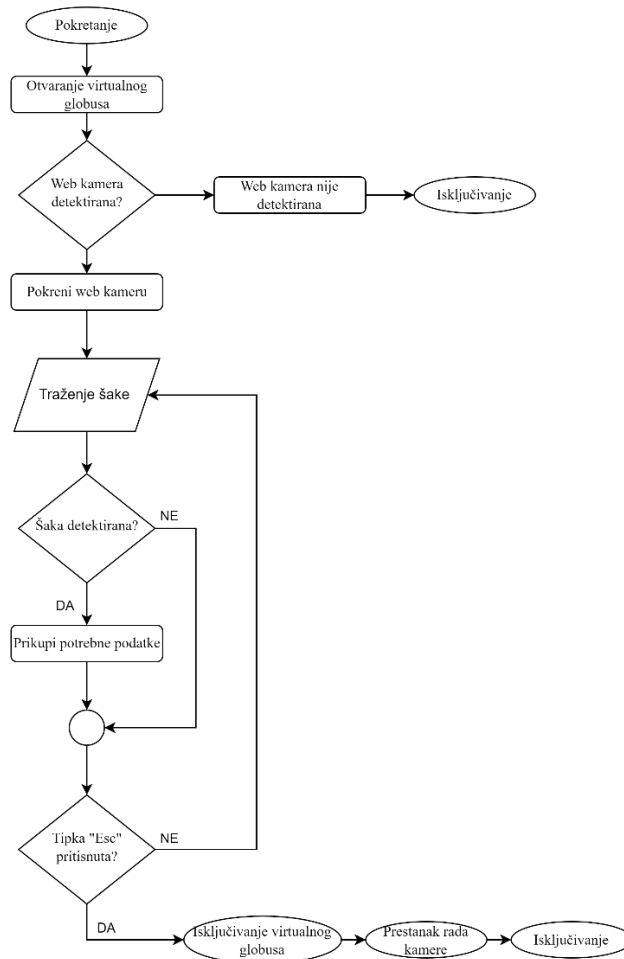 Pokretanje
Otvaranje virtualnog
globusa
Web kamera
detektirana?
Web kamera nije
detektirana
Isključivanje
Pokreni web kameru
Traženje šake
Šaka detektirana?
NE
DA
Prikupi potrebne podatke
Tipka "Esc"
pritisnuta?
NE
DA
Isključivanje virtualnog
globusa
Prestanak rada
kamere
Isključivanje